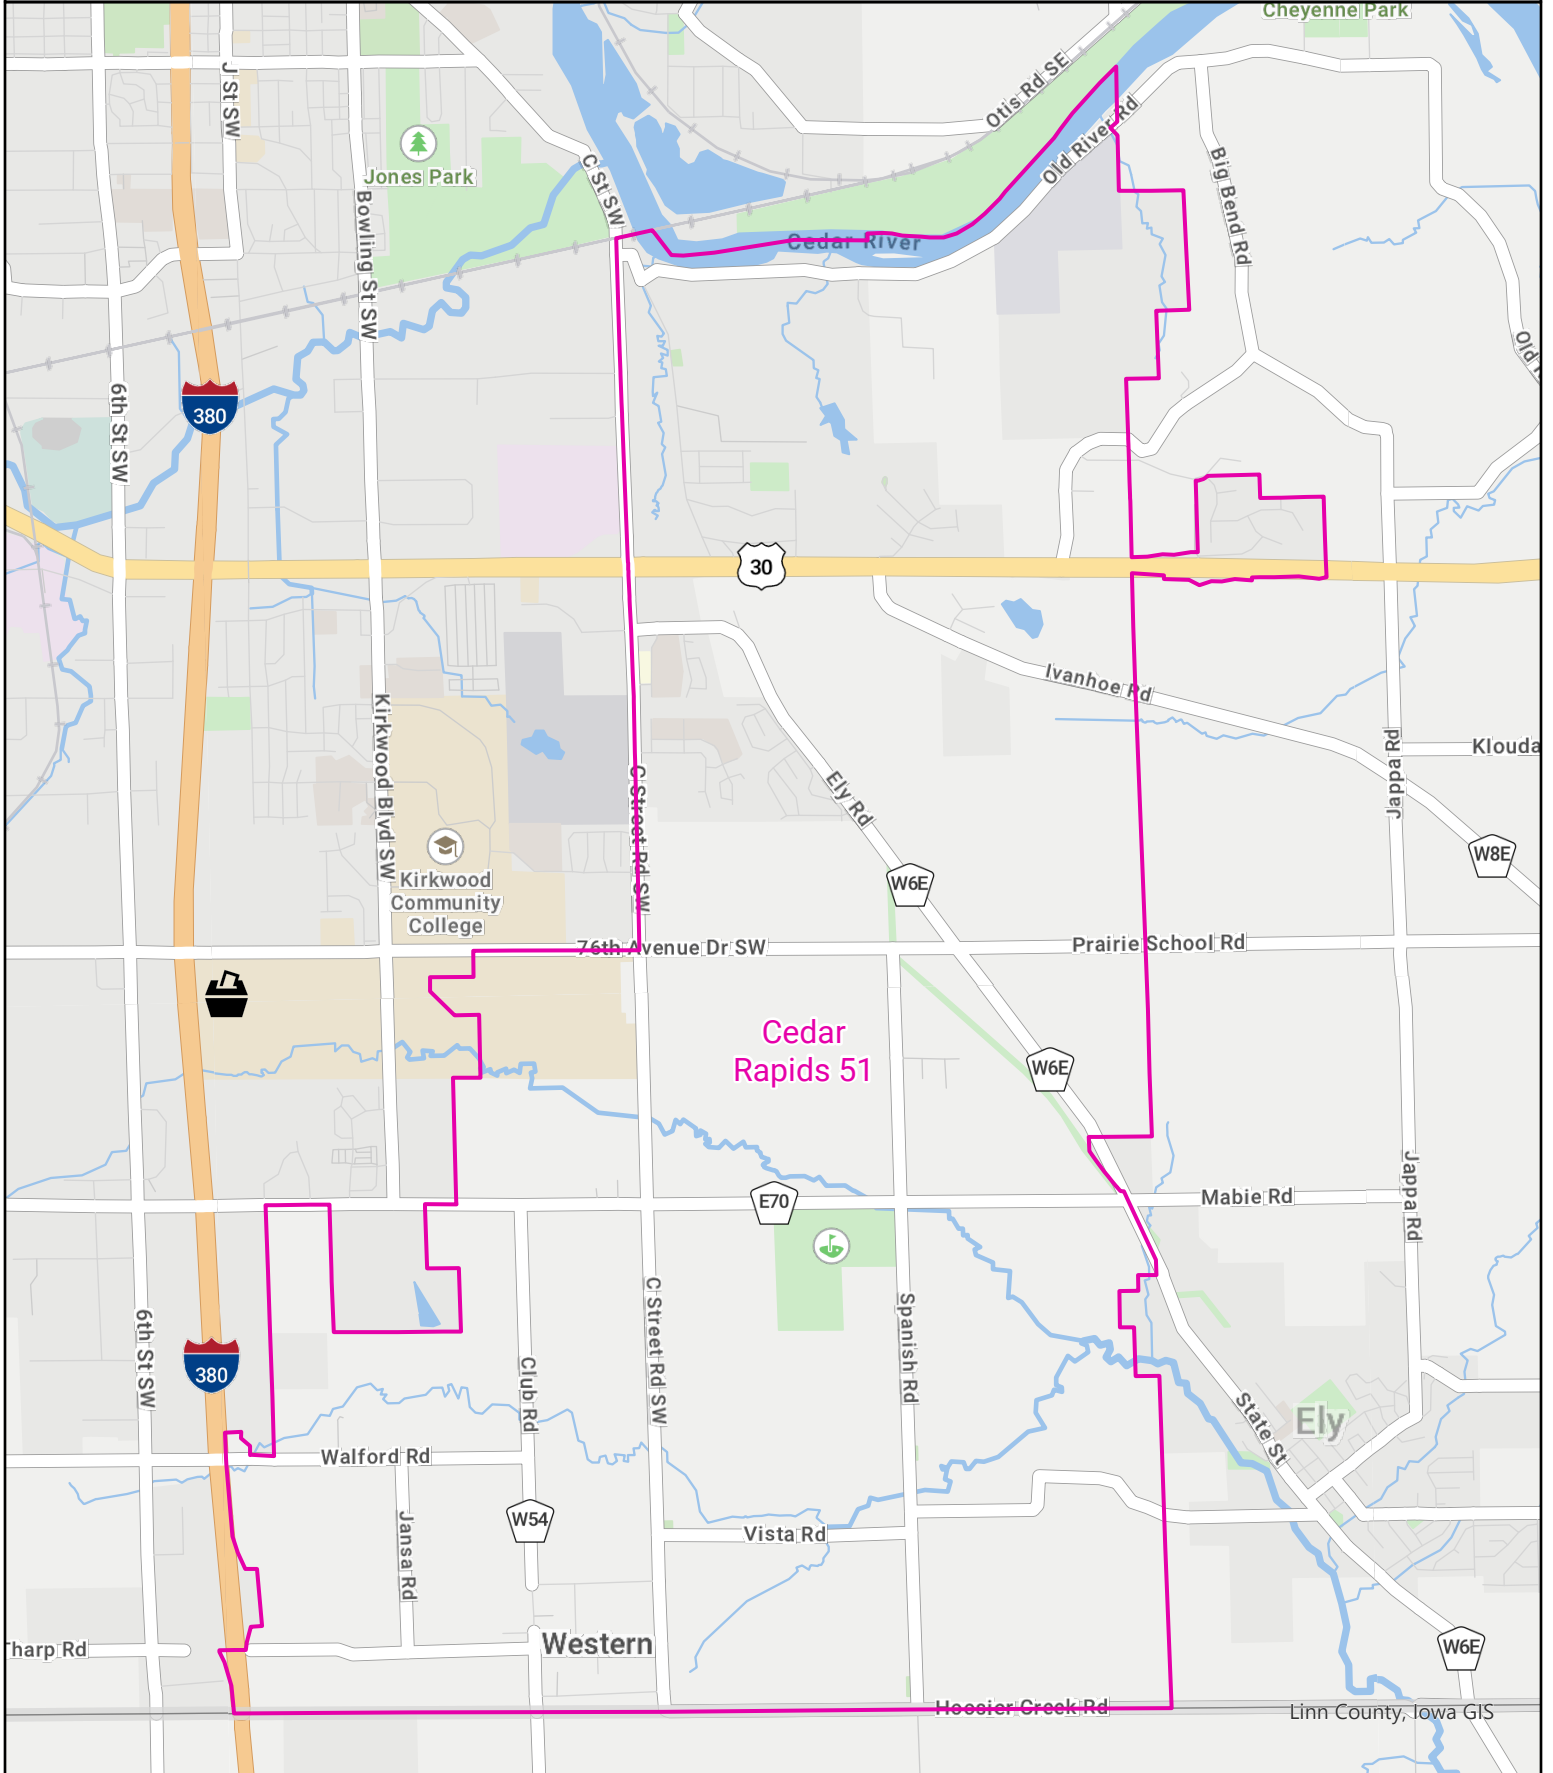 Cheyenne Park
J St SW
Otis Rd SE
Old River Rd
Jones Park
C St SW
Big Bend Rd
Bowling St SW
Cedar River
Old
380
6th St SW
30
Ivanhoe Rd
Kirkwood Blvd SW
Jappa Rd
Klouda
C Street Rd SW
Ely Rd
W8E
Kirkwood
Community
College
W6E
76th Avenue Dr SW
Prairie School Rd
Cedar
Rapids 51
W6E
E70
Mabie Rd
Jappa Rd
6th St SW
C Street Rd SW
Spanish Rd
380
Club Rd
State St
Ely
Walford Rd
W54
Jansa Rd
Vista Rd
Tharp Rd
Western
W6E
Hoosier Creek Rd
Linn County, Iowa GIS